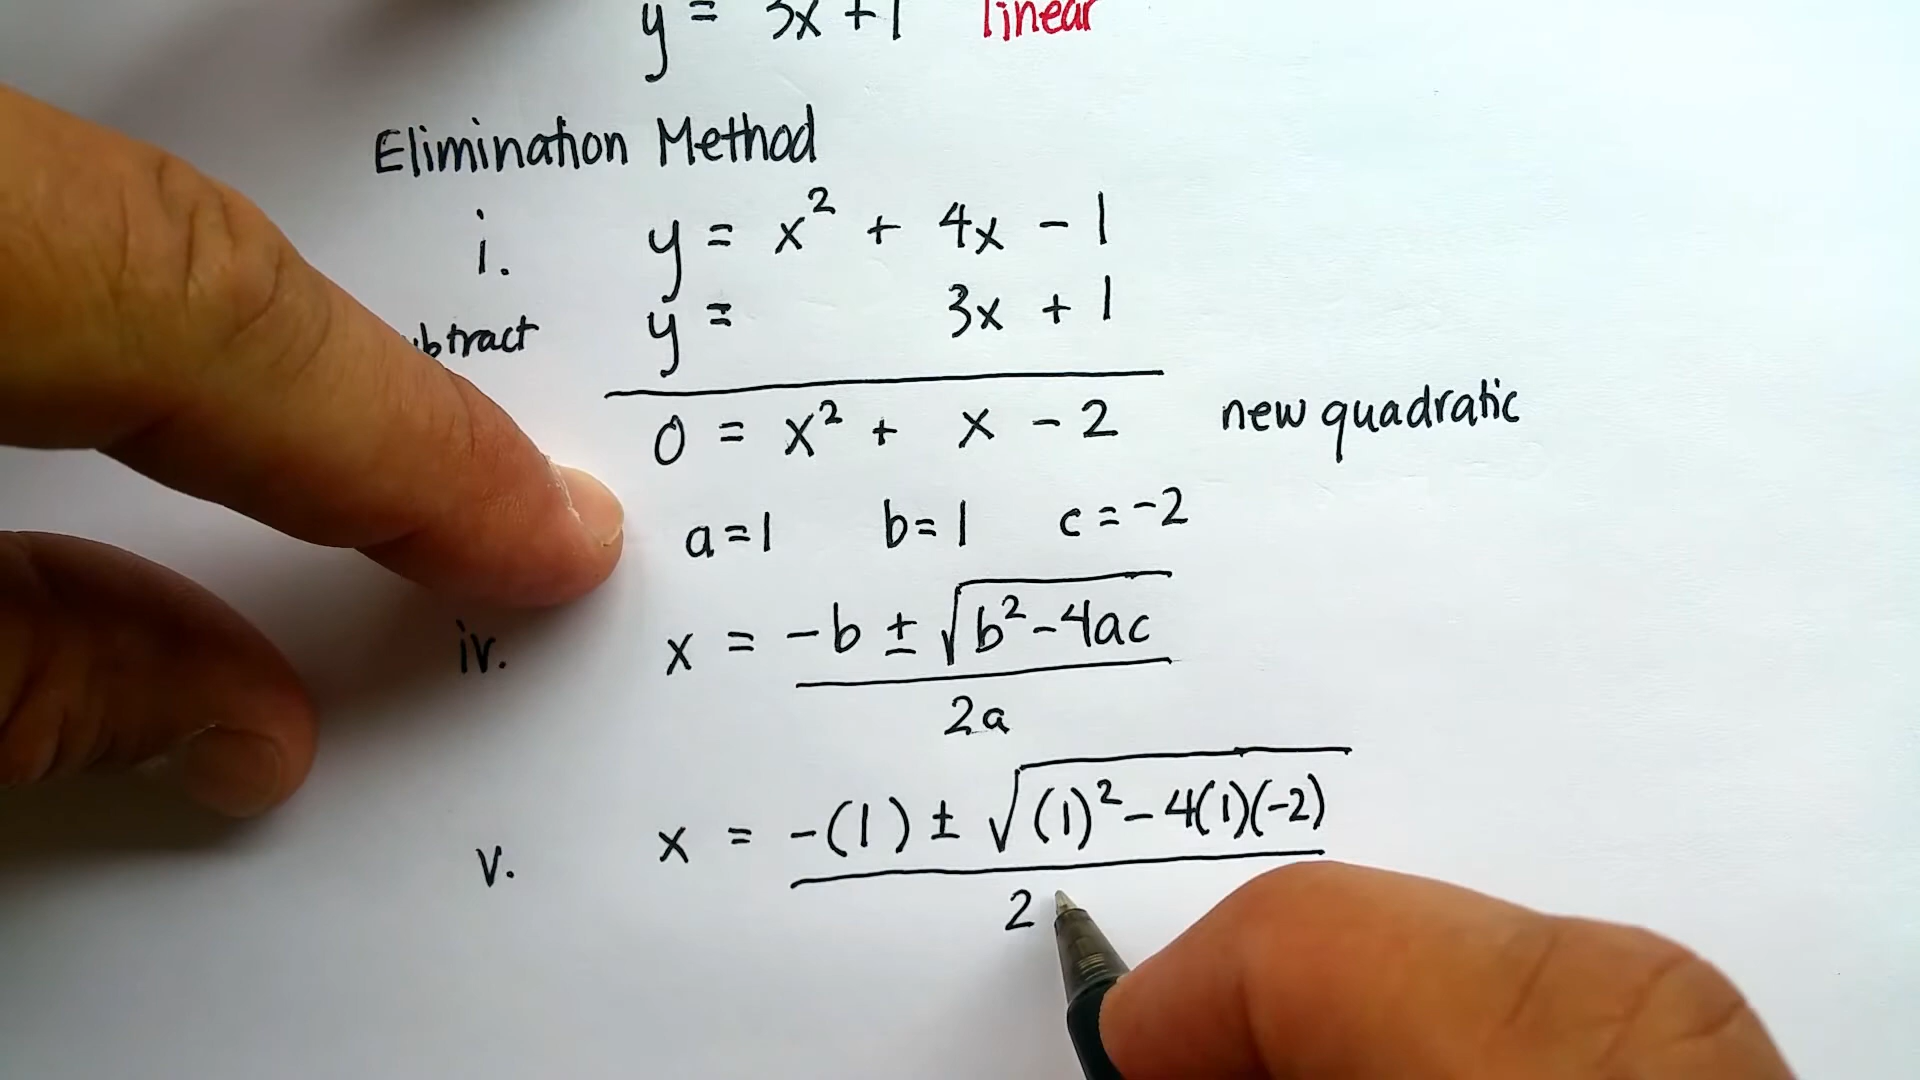 y = 3x + 1 linear
Elimination Method
i. y = x² + 4x - 1
y = 3x + 1
0 = x² + x - 2 new quadratic
a = 1 b = 1 c = -2
iv. x = -b ± √(b² - 4ac)
2a
v. x = -(1) ± √((1)² - 4(1)(-2))
2